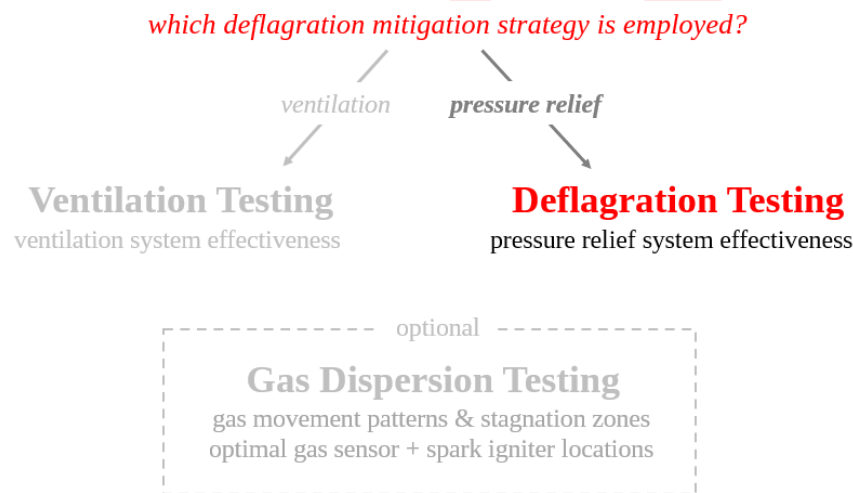 which deflagration mitigation strategy is employed?
ventilation
pressure relief
Ventilation Testing
Deflagration Testing
ventilation system effectiveness
pressure relief system effectiveness
optional
Gas Dispersion Testing
gas movement patterns & stagnation zones
optimal gas sensor + spark igniter locations